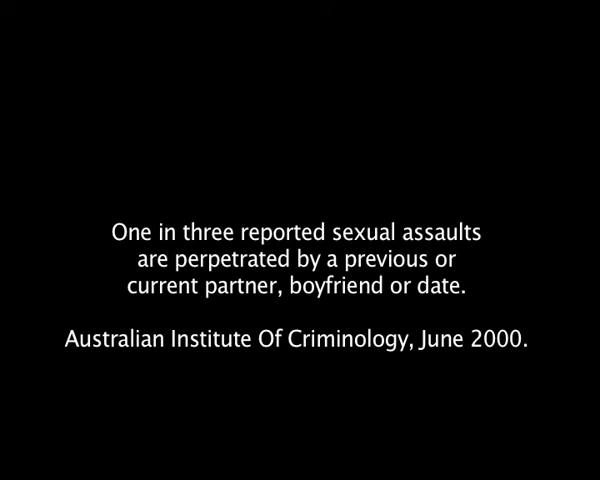 One in three reported sexual assaults
are perpetrated by a previous or
current partner, boyfriend or date.
Australian Institute Of Criminology, June 2000.